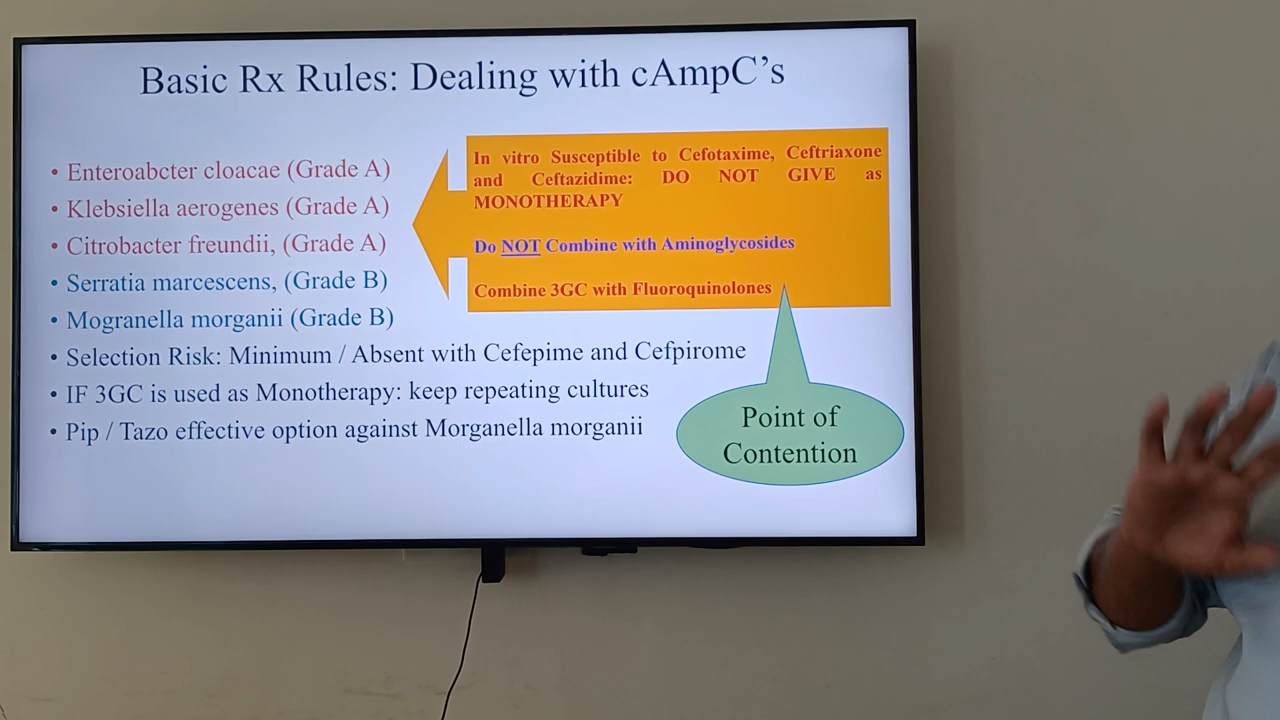 Basic Rx Rules: Dealing with cAmpC's
• Enteroabcter cloacae (Grade A)
• Klebsiella aerogenes (Grade A)
• Citrobacter freundii, (Grade A)
• Serratia marcescens, (Grade B)
• Mogranella morganii (Grade B)
• Selection Risk: Minimum / Absent with Cefepime and Cefpirome
• IF 3GC is used as Monotherapy: keep repeating cultures
• Pip / Tazo effective option against Morganella morganii
In vitro Susceptible to Cefotaxime, Ceftriaxone
and Ceftazidime: DO NOT GIVE as
MONOTHERAPY
Do NOT Combine with Aminoglycosides
Combine 3GC with Fluoroquinolones
Point of
Contention